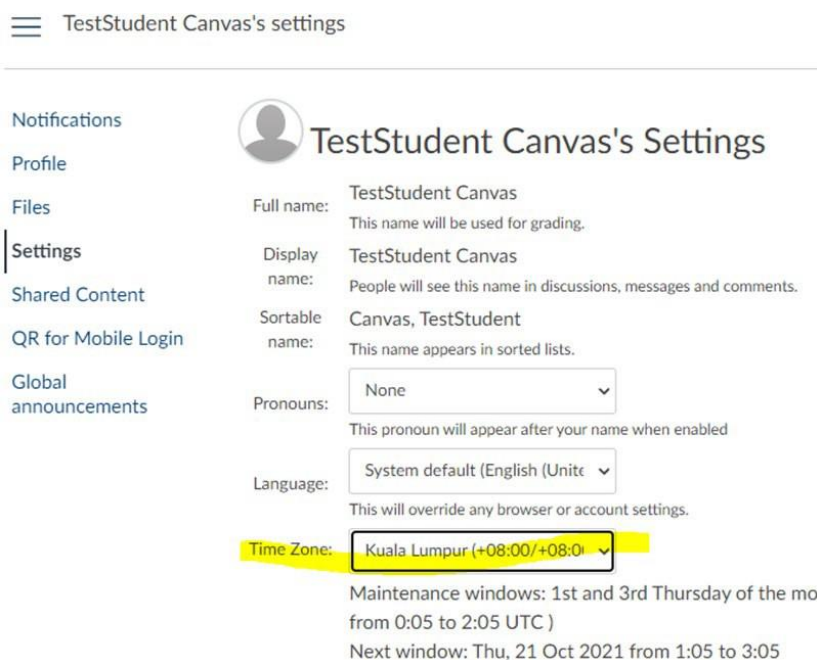 TestStudent Canvas's settings
Notifications
Profile
Files
Settings
Shared Content
QR for Mobile Login
Global
announcements
TestStudent Canvas's Settings
Full name:
TestStudent Canvas
This name will be used for grading.
Display
name:
TestStudent Canvas
People will see this name in discussions, messages and comments.
Sortable
name:
Canvas, TestStudent
This name appears in sorted lists.
Pronouns:
None
This pronoun will appear after your name when enabled
Language:
System default (English (Unite
This will override any browser or account settings.
Time Zone:
Kuala Lumpur (+08:00/+08:0
Maintenance windows: 1st and 3rd Thursday of the mo
from 0:05 to 2:05 UTC )
Next window: Thu, 21 Oct 2021 from 1:05 to 3:05